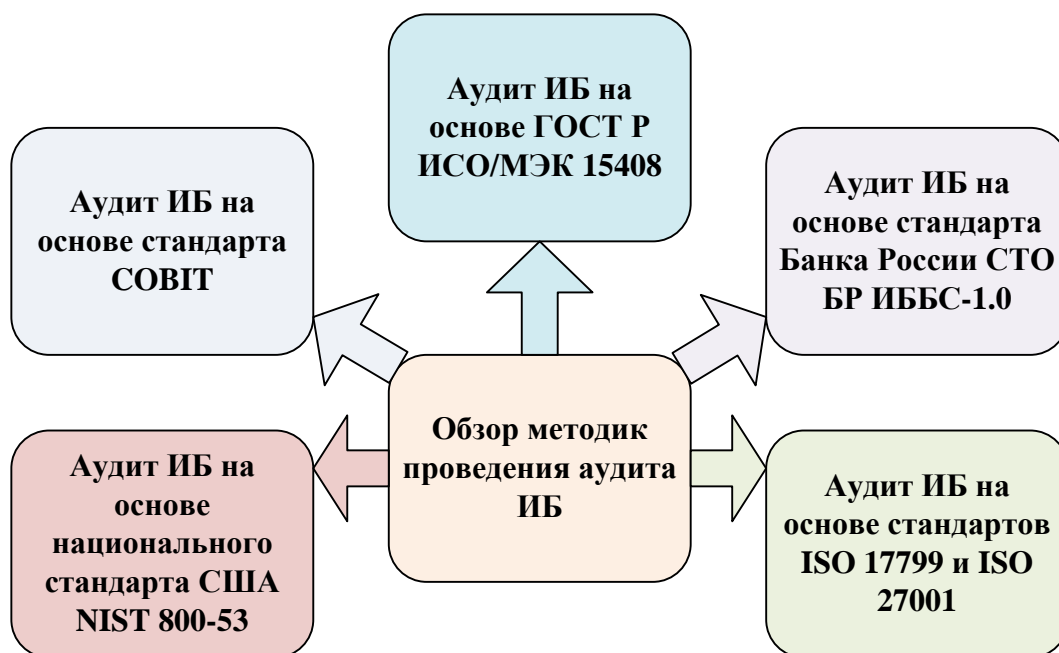 Аудит ИБ на
основе ГОСТ Р
ИСО/МЭК 15408
Аудит ИБ на
основе стандарта
COBIT
Аудит ИБ на
основе стандарта
Банка России СТО
БР ИББС-1.0
Обзор методик
проведения аудита
ИБ
Аудит ИБ на
основе
национального
стандарта США
NIST 800-53
Аудит ИБ на
основе стандартов
ISO 17799 и ISO
27001